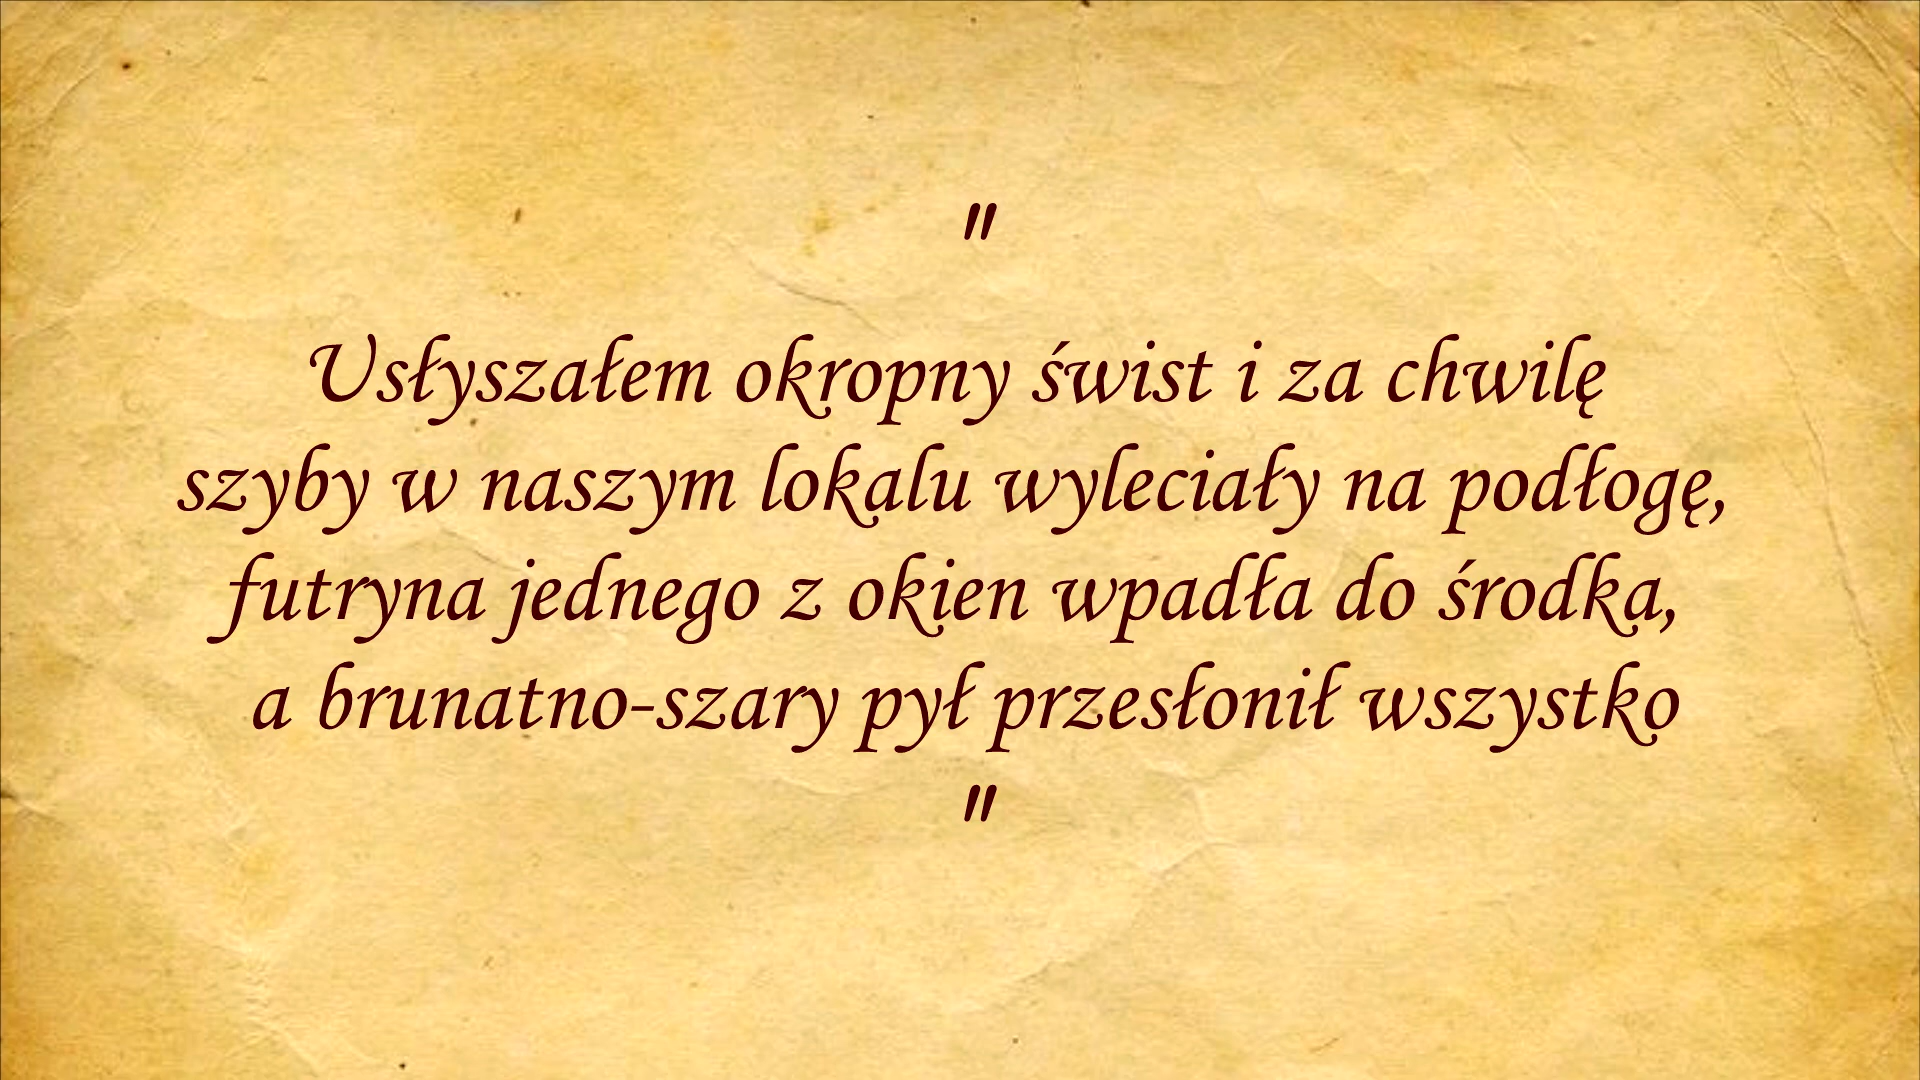 "
Usłyszałem okropny świst i za chwilę
szyby w naszym lokalu wyleciały na podłogę,
futryna jednego z okien wpadła do środka,
a brunatno-szary pył przesłonił wszystko
"